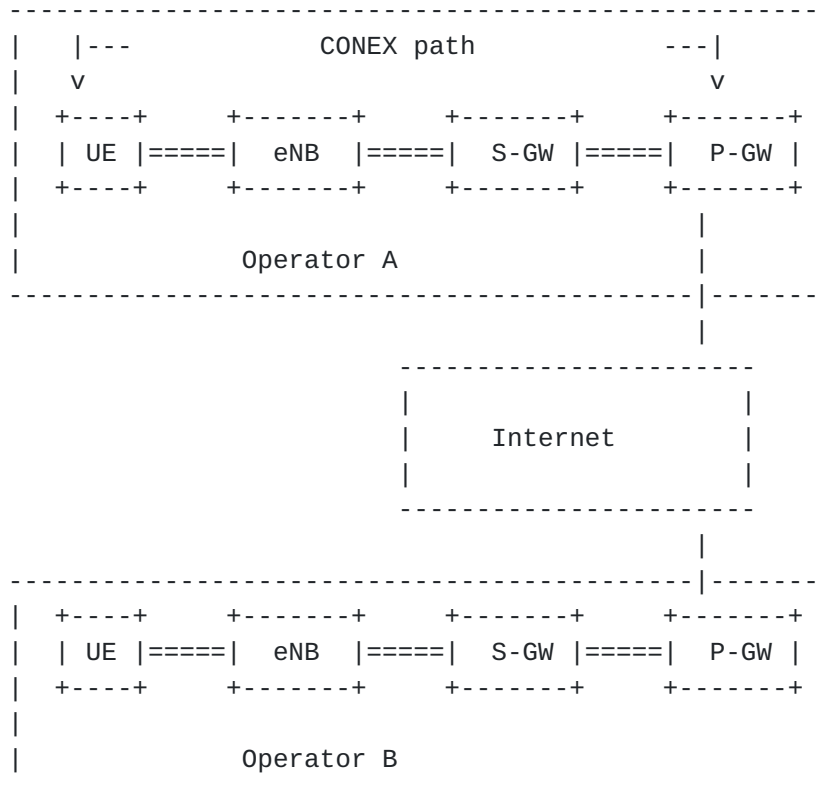 CONEX path
UE eNB S-GW P-GW
Operator A
Internet
UE eNB S-GW P-GW
Operator B